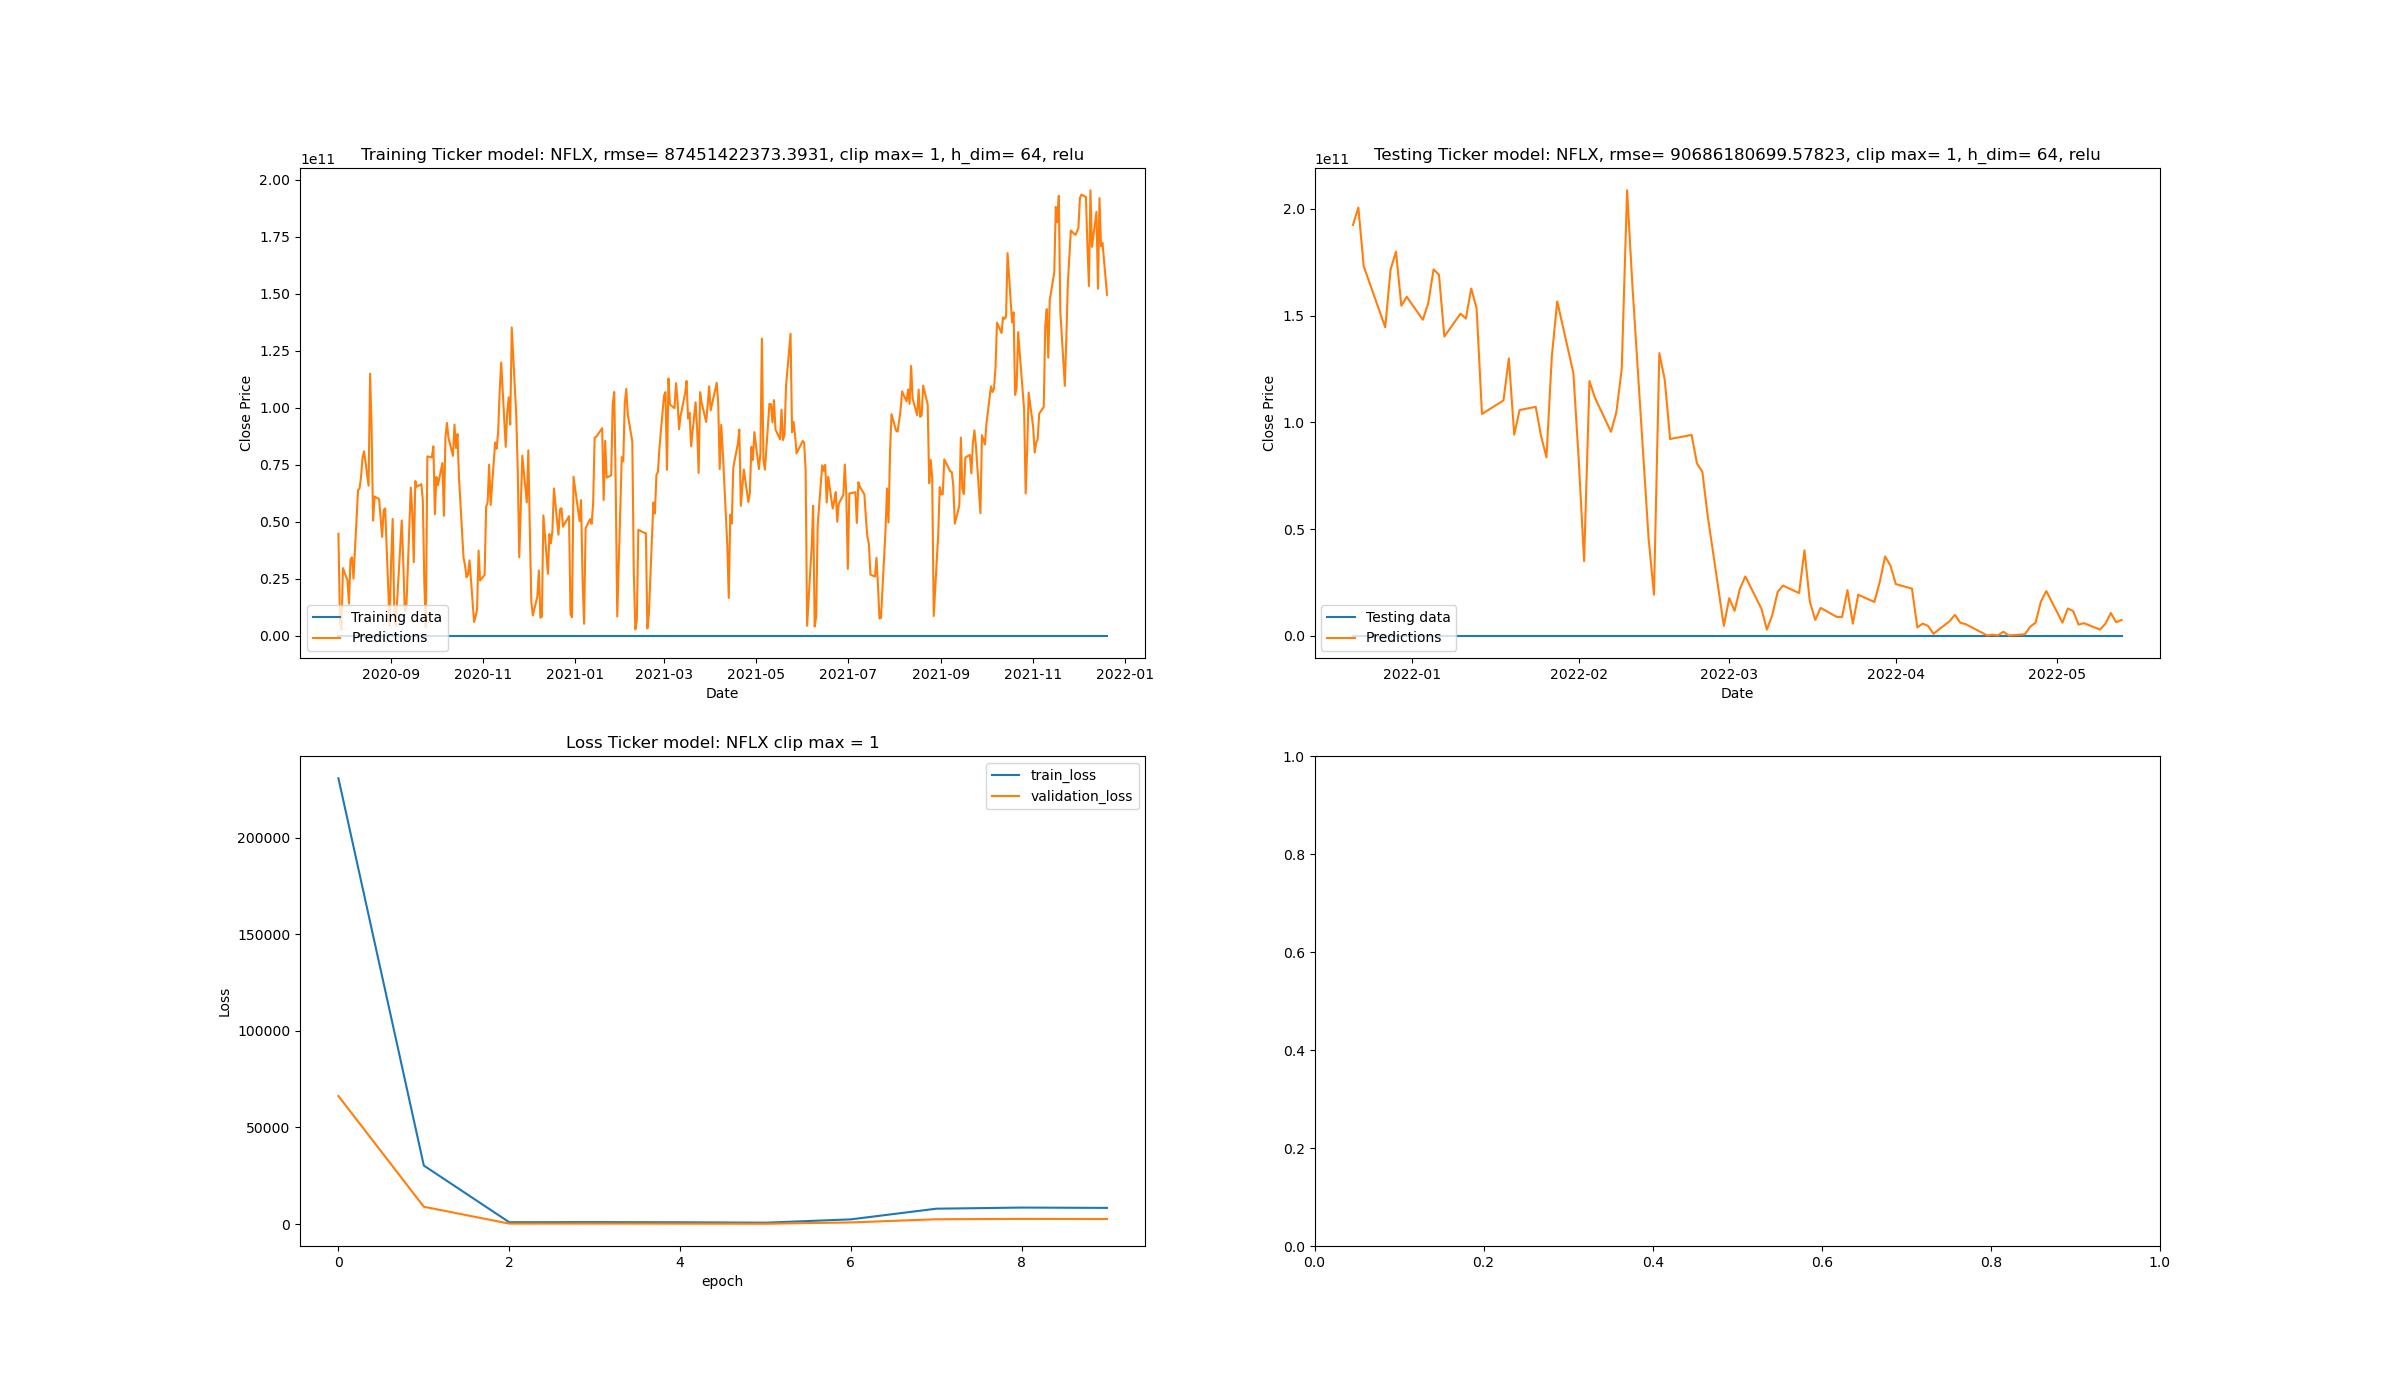 Training Ticker model: NFLX, rmse= 87451422373.3931, clip max= 1, h_dim= 64, relu
1e11
2.00
1.75
1.50
1.25
1.00
0.75
0.50
0.25
0.00
Close Price
Training data
Predictions
2020-09 2020-11 2021-01 2021-03 2021-05 2021-07 2021-09 2021-11 2022-01
Date
Testing Ticker model: NFLX, rmse= 90686180699.57823, clip max= 1, h_dim= 64, relu
1e11
2.0
1.5
1.0
0.5
0.0
Close Price
Testing data
Predictions
2022-01 2022-02 2022-03 2022-04 2022-05
Date
Loss Ticker model: NFLX clip max = 1
train_loss
validation_loss
200000
150000
100000
50000
0
Loss
0 2 4 6 8
epoch
1.0
0.8
0.6
0.4
0.2
0.0
0.0 0.2 0.4 0.6 0.8 1.0